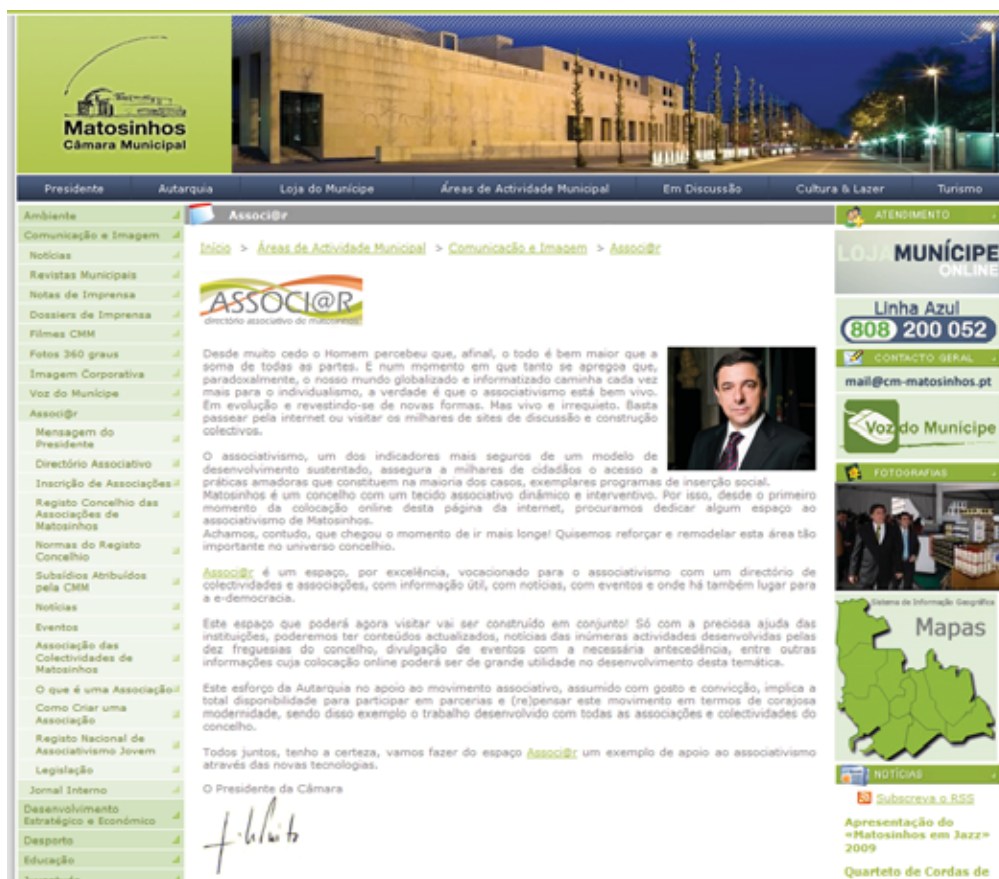 Matosinhos
Câmara Municipal
Presidente
Autarquia
Loja do Munícipe
Áreas de Actividade Municipal
Em Discussão
Cultura & Lazer
Turismo
Ambiente
Comunicação e Imagem
Notícias
Revistas Municipais
Notas de Imprensa
Dossiers de Imprensa
Filmes CMM
Fotos 360 graus
Imagem Corporativa
Voz do Munícipe
Associ@r
Mensagem do
Presidente
Directório Associativo
Inscrição de Associações
Registo Concelhio das
Associações de
Matosinhos
Normas do Registo
Concelhio
Subsídios Atribuídos
pela CMM
Notícias
Eventos
Associação das
Colectividades de
Matosinhos
O que é uma Associação
Como Criar uma
Associação
Registo Nacional de
Associativismo Jovem
Legislação
Jornal Interno
Desenvolvimento
Estratégico e Económico
Desporto
Educação
Associ@r
Início > Áreas de Actividade Municipal > Comunicação e Imagem > Associ@r
ASSOCI@R
directório associativo de matosinhos
Desde muito cedo o Homem percebeu que, afinal, o todo é bem maior que a
soma de todas as partes. E num momento em que tanto se apregoa que,
paradoxalmente, o nosso mundo globalizado e informatizado caminha cada vez
mais para o individualismo, a verdade é que o associativismo está bem vivo.
Em evolução e revestindo-se de novas formas. Mas vivo e irrequieto. Basta
passear pela internet ou visitar os milhares de sites de discussão e construção
colectivos.
O associativismo, um dos indicadores mais seguros de um modelo de
desenvolvimento sustentado, assegura a milhares de cidadãos o acesso a
práticas amadoras que constituem na maioria dos casos, exemplares programas de inserção social.
Matosinhos é um concelho com um tecido associativo dinâmico e interventivo. Por isso, desde o primeiro
momento da colocação online desta página da internet, procuramos dedicar algum espaço ao
associativismo de Matosinhos.
Achamos, contudo, que chegou o momento de ir mais longe! Quisemos reforçar e remodelar esta área tão
importante no universo concelhio.
Associ@r é um espaço, por excelência, vocacionado para o associativismo com um directório de
colectividades e associações, com informação útil, com notícias, com eventos e onde há também lugar para
a e-democracia.
Este espaço que poderá agora visitar vai ser construído em conjunto! Só com a preciosa ajuda das
instituições, poderemos ter conteúdos actualizados, notícias das inúmeras actividades desenvolvidas pelas
dez freguesias do concelho, divulgação de eventos com a necessária antecedência, entre outras
informações cuja colocação online poderá ser de grande utilidade no desenvolvimento desta temática.
Este esforço da Autarquia no apoio ao movimento associativo, assumido com gosto e convicção, implica a
total disponibilidade para participar em parcerias e (re)pensar este movimento em termos de corajosa
modernidade, sendo disso exemplo o trabalho desenvolvido com todas as associações e colectividades do
concelho.
Todos juntos, tenho a certeza, vamos fazer do espaço Associ@r um exemplo de apoio ao associativismo
através das novas tecnologias.
O Presidente da Câmara
ATENDIMENTO
LOJA MUNÍCIPE
ONLINE
Linha Azul
808 200 052
CONTACTO GERAL
mail@cm-matosinhos.pt
Voz do Munícipe
FOTOGRAFIAS
Sistema de Informação Geográfica
Mapas
NOTÍCIAS
Subscreva o RSS
Apresentação do
«Matosinhos em Jazz»
2009
Quarteto de Cordas de